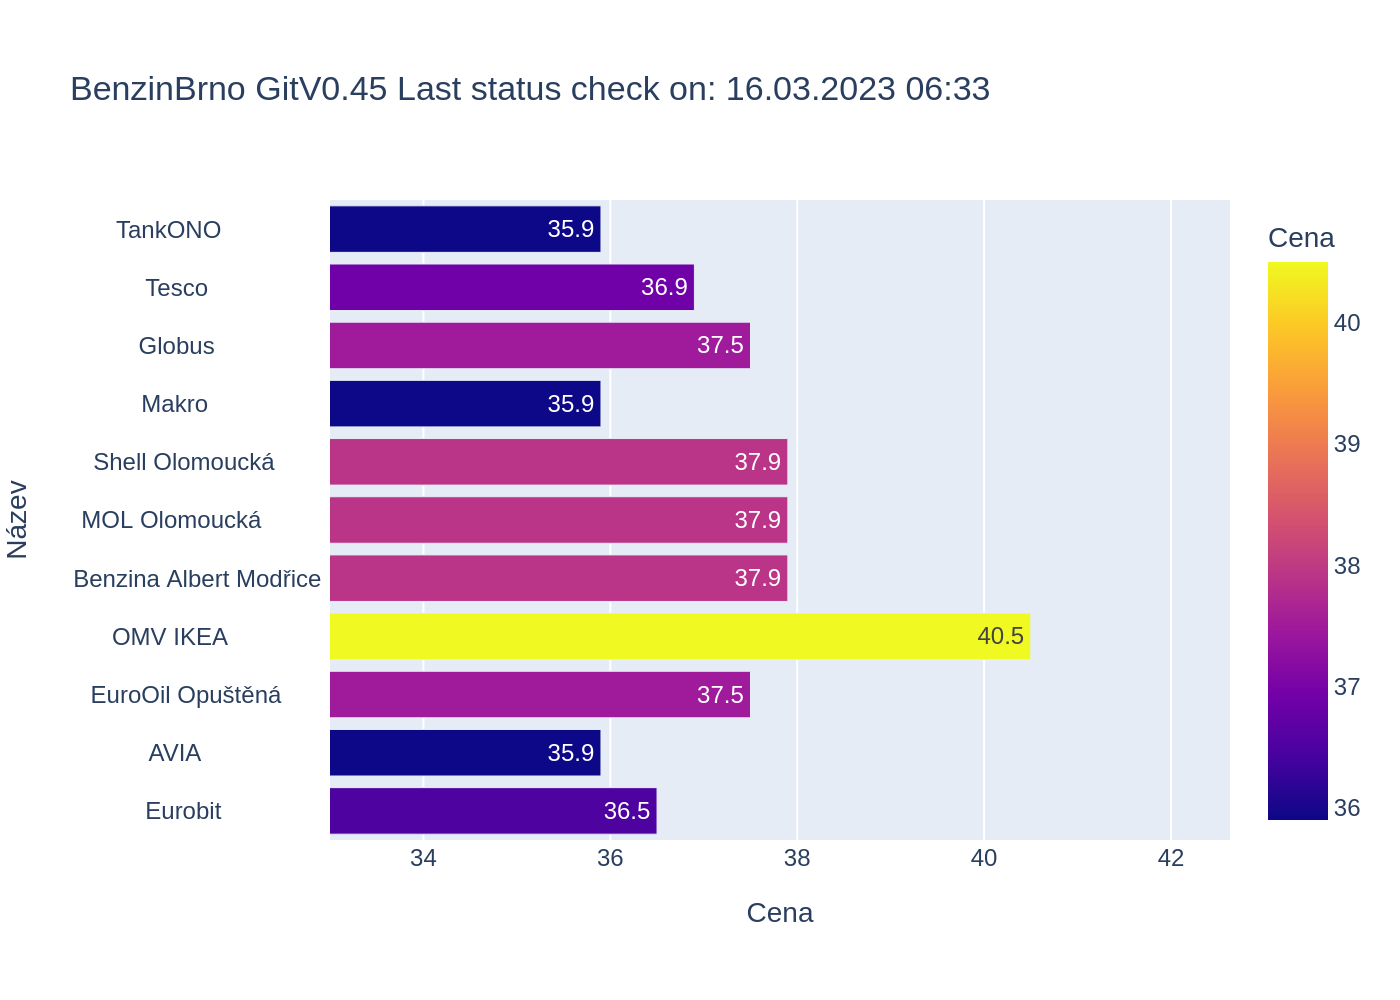 BenzinBrno GitV0.45 Last status check on: 16.03.2023 06:33
Název
TankONO 35.9
Tesco 36.9
Globus 37.5
Makro 35.9
Shell Olomoucká 37.9
MOL Olomoucká 37.9
Benzina Albert Modřice 37.9
OMV IKEA 40.5
EuroOil Opuštěná 37.5
AVIA 35.9
Eurobit 36.5
34 36 38 40 42
Cena
Cena
40
39
38
37
36